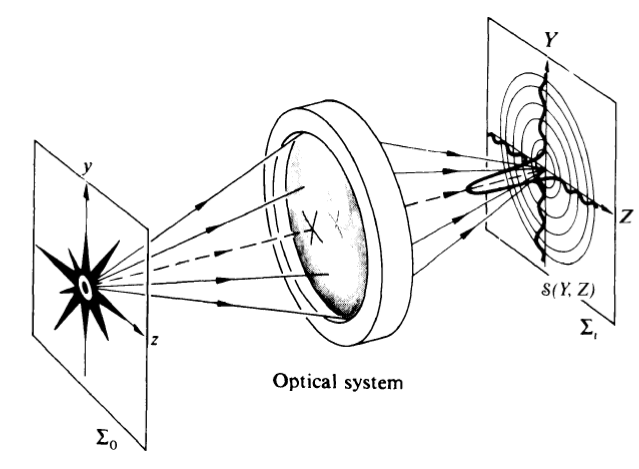 Y
y
Z
z
𝒮(Y, Z)
Σᵢ
Optical system
Σ₀